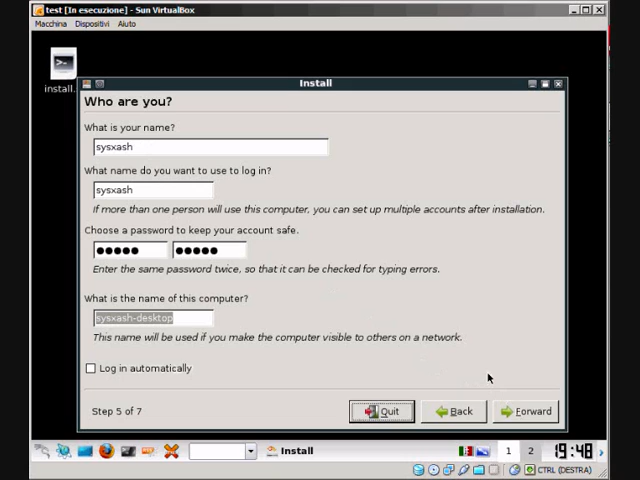 test [In esecuzione] - Sun VirtualBox
Macchina Dispositivi Aiuto
install.
Install
Who are you?
What is your name?
sysxash
What name do you want to use to log in?
sysxash
If more than one person will use this computer, you can set up multiple accounts after installation.
Choose a password to keep your account safe.
●●●●● ●●●●●
Enter the same password twice, so that it can be checked for typing errors.
What is the name of this computer?
sysxash-desktop
This name will be used if you make the computer visible to others on a network.
Log in automatically
Step 5 of 7
Quit Back Forward
Install 1 2 19:48
CTRL (DESTRA)